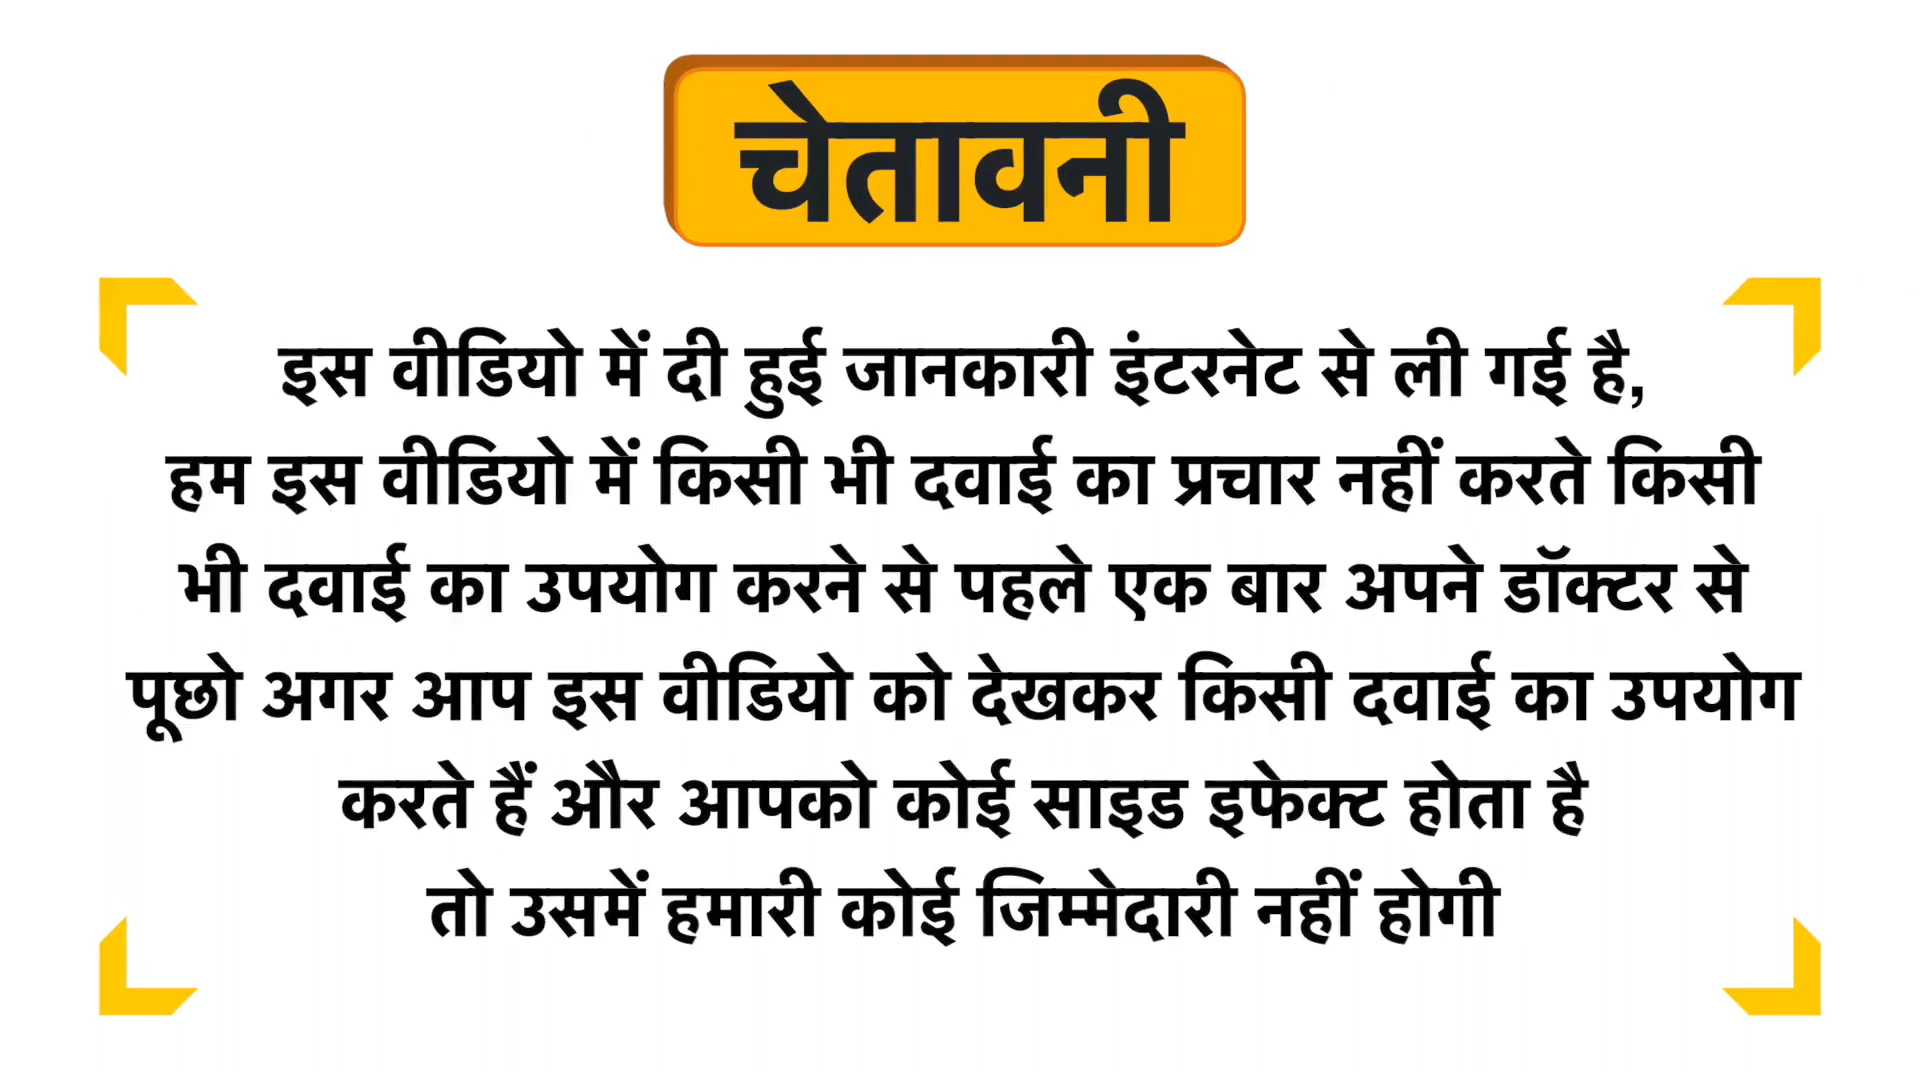 चेतावनी
इस वीडियो में दी हुई जानकारी इंटरनेट से ली गई है,
हम इस वीडियो में किसी भी दवाई का प्रचार नहीं करते किसी
भी दवाई का उपयोग करने से पहले एक बार अपने डॉक्टर से
पूछो अगर आप इस वीडियो को देखकर किसी दवाई का उपयोग
करते हैं और आपको कोई साइड इफेक्ट होता है
तो उसमें हमारी कोई जिम्मेदारी नहीं होगी